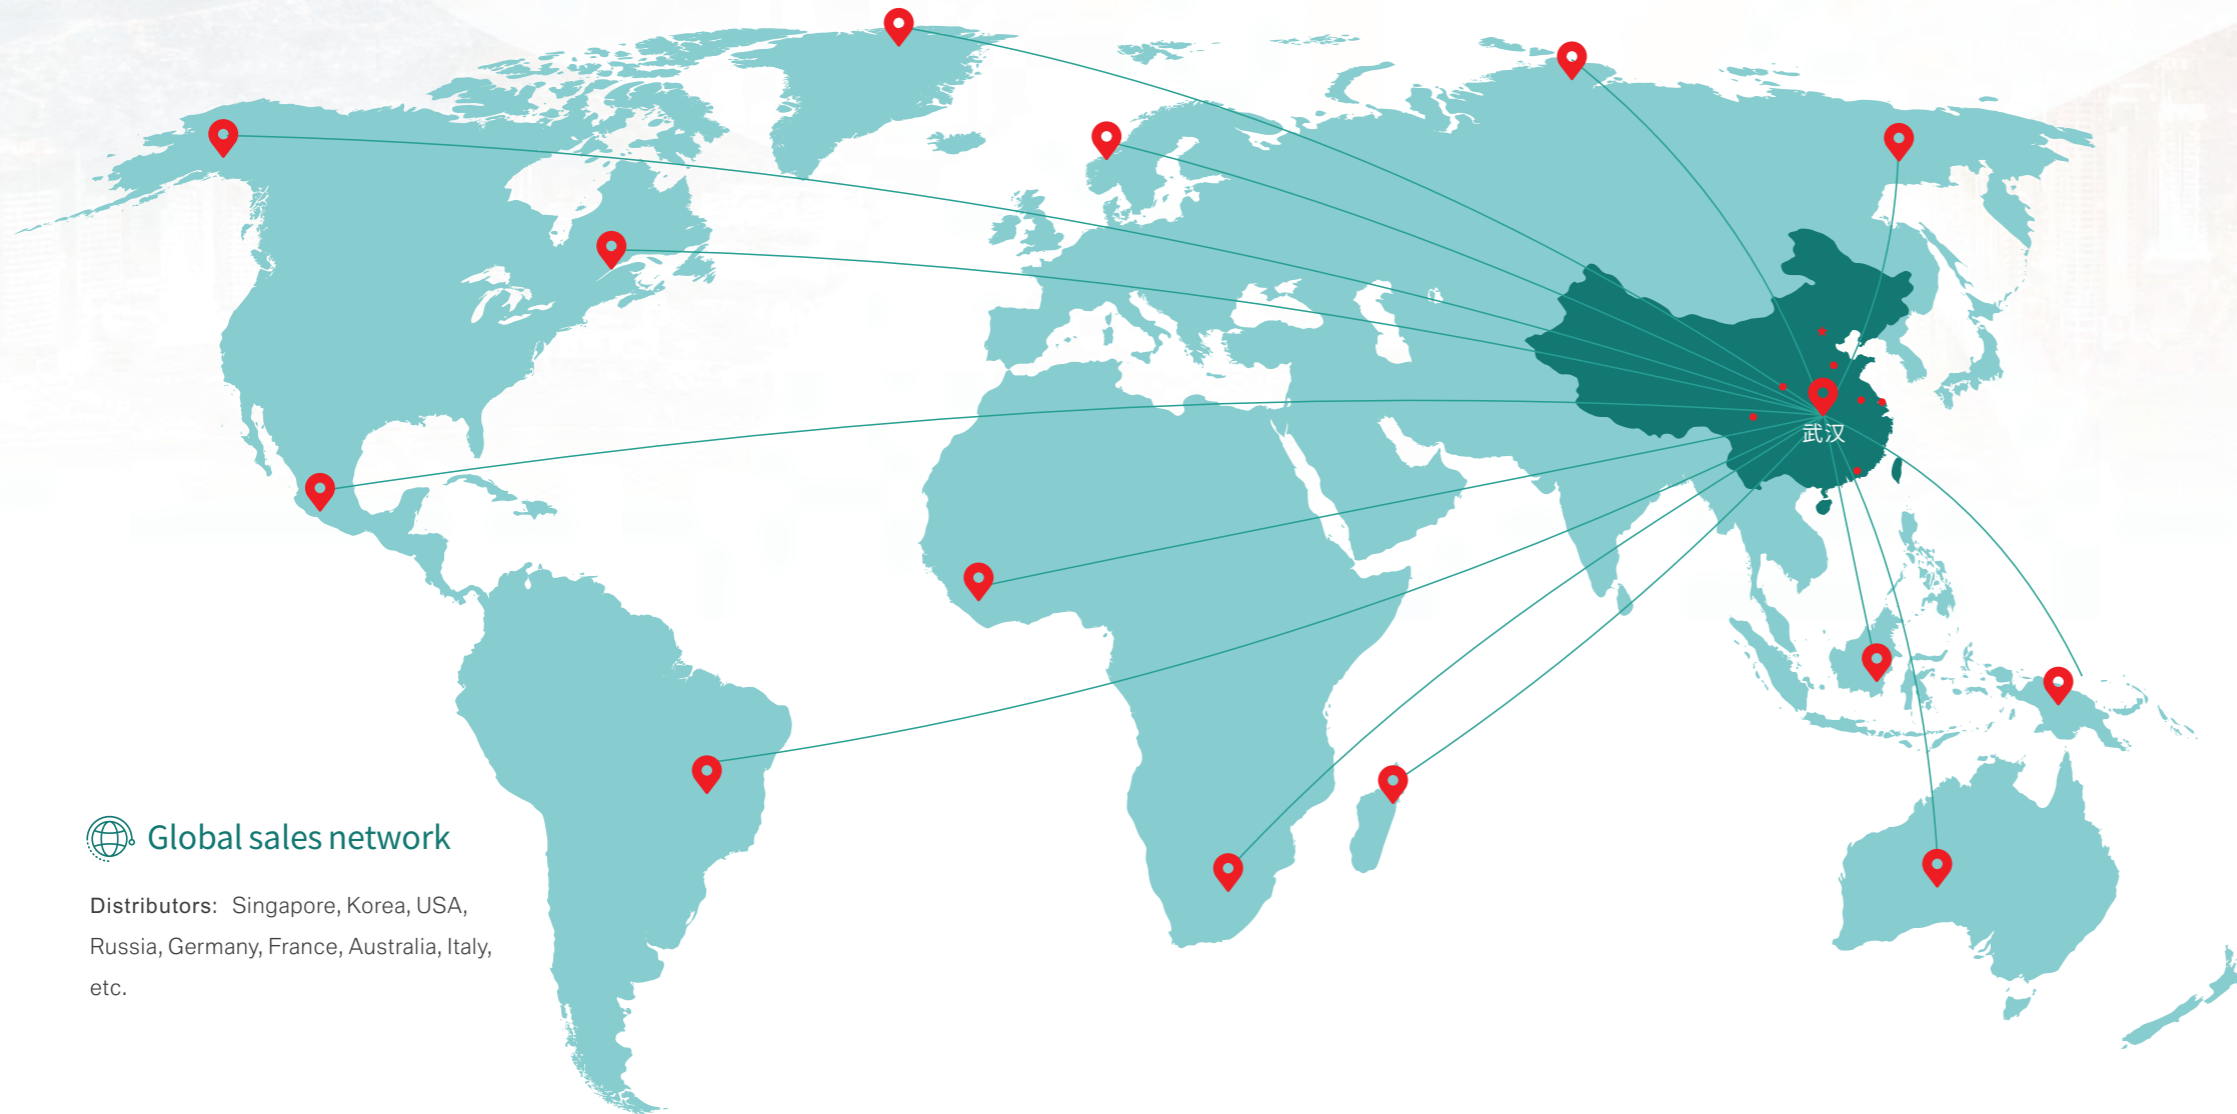 武汉
Global sales network
Distributors: Singapore, Korea, USA,
Russia, Germany, France, Australia, Italy,
etc.